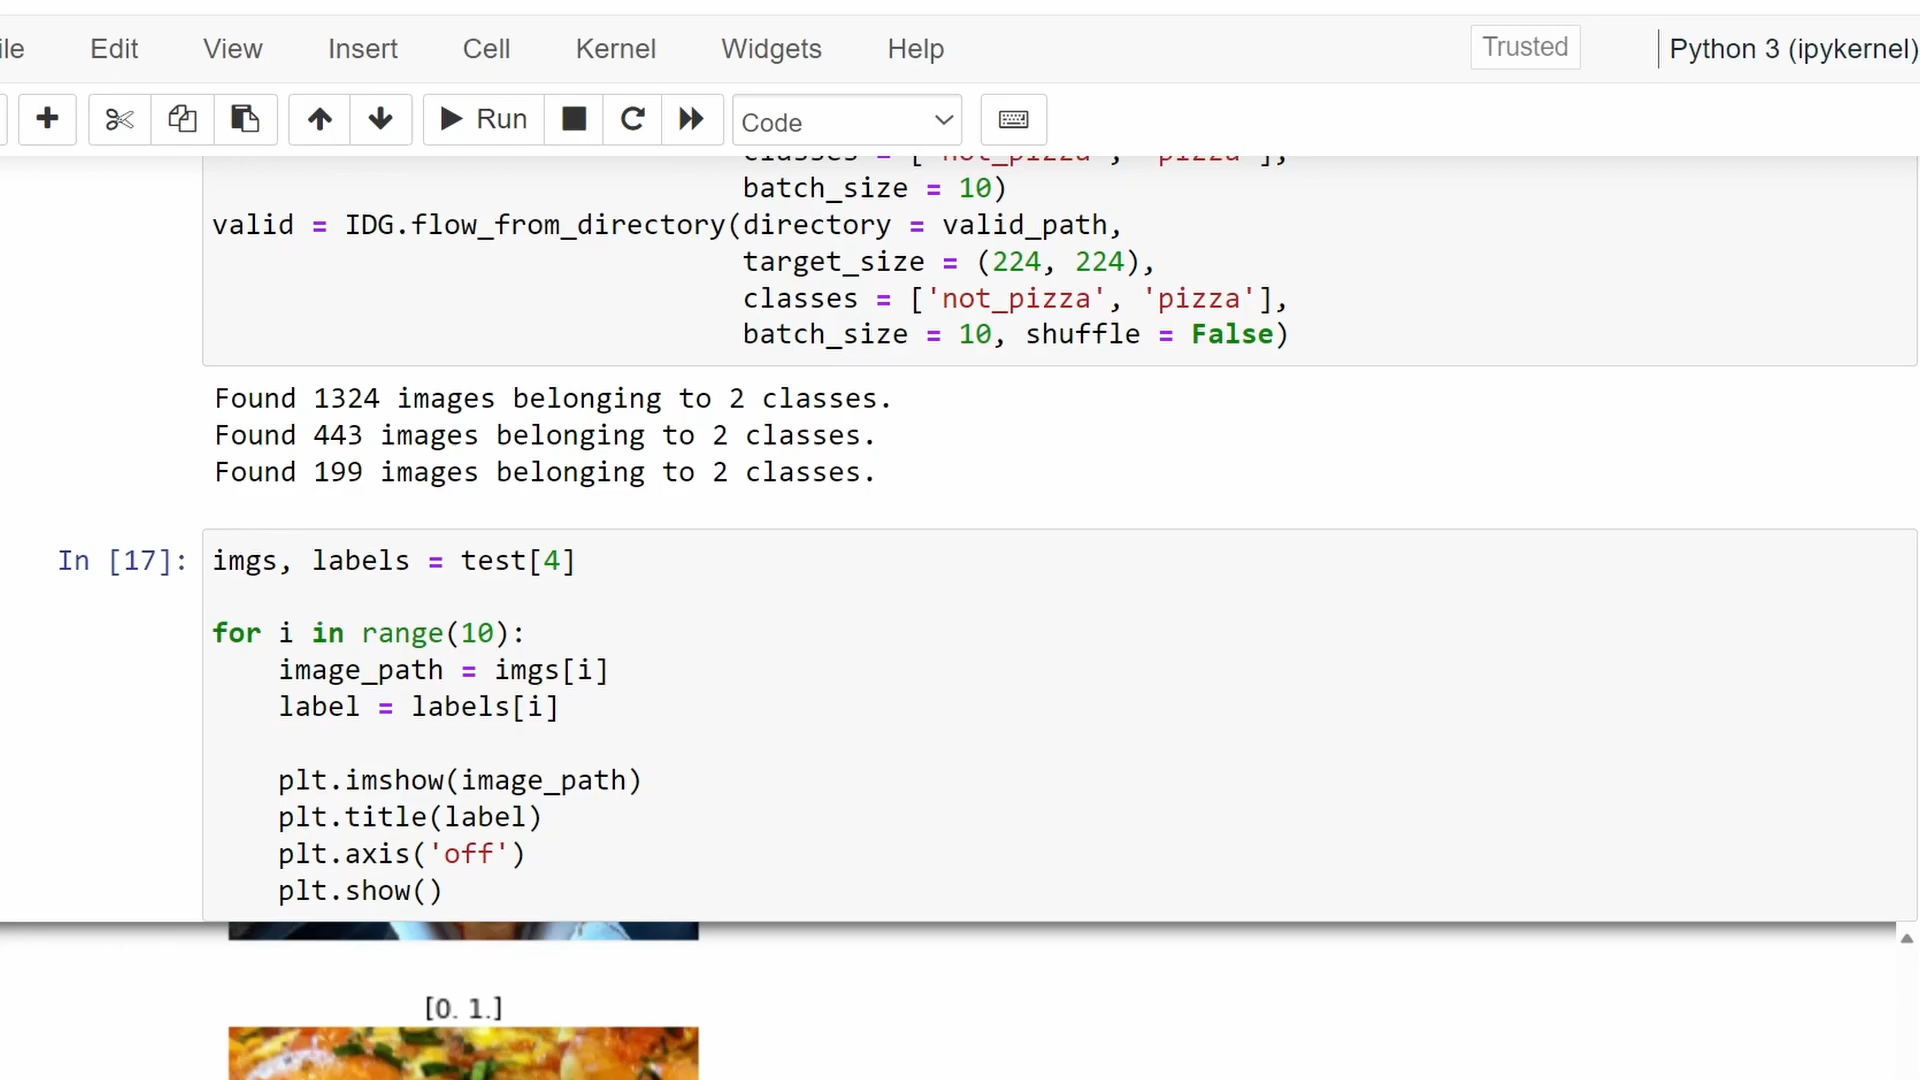 Edit View Insert Cell Kernel Widgets Help Trusted Python 3 (ipykernel)
Run Code
classes = ['not_pizza', 'pizza'],
batch_size = 10)
valid = IDG.flow_from_directory(directory = valid_path,
target_size = (224, 224),
classes = ['not_pizza', 'pizza'],
batch_size = 10, shuffle = False)
Found 1324 images belonging to 2 classes.
Found 443 images belonging to 2 classes.
Found 199 images belonging to 2 classes.
In [17]: imgs, labels = test[4]
for i in range(10):
image_path = imgs[i]
label = labels[i]
plt.imshow(image_path)
plt.title(label)
plt.axis('off')
plt.show()
[0. 1.]